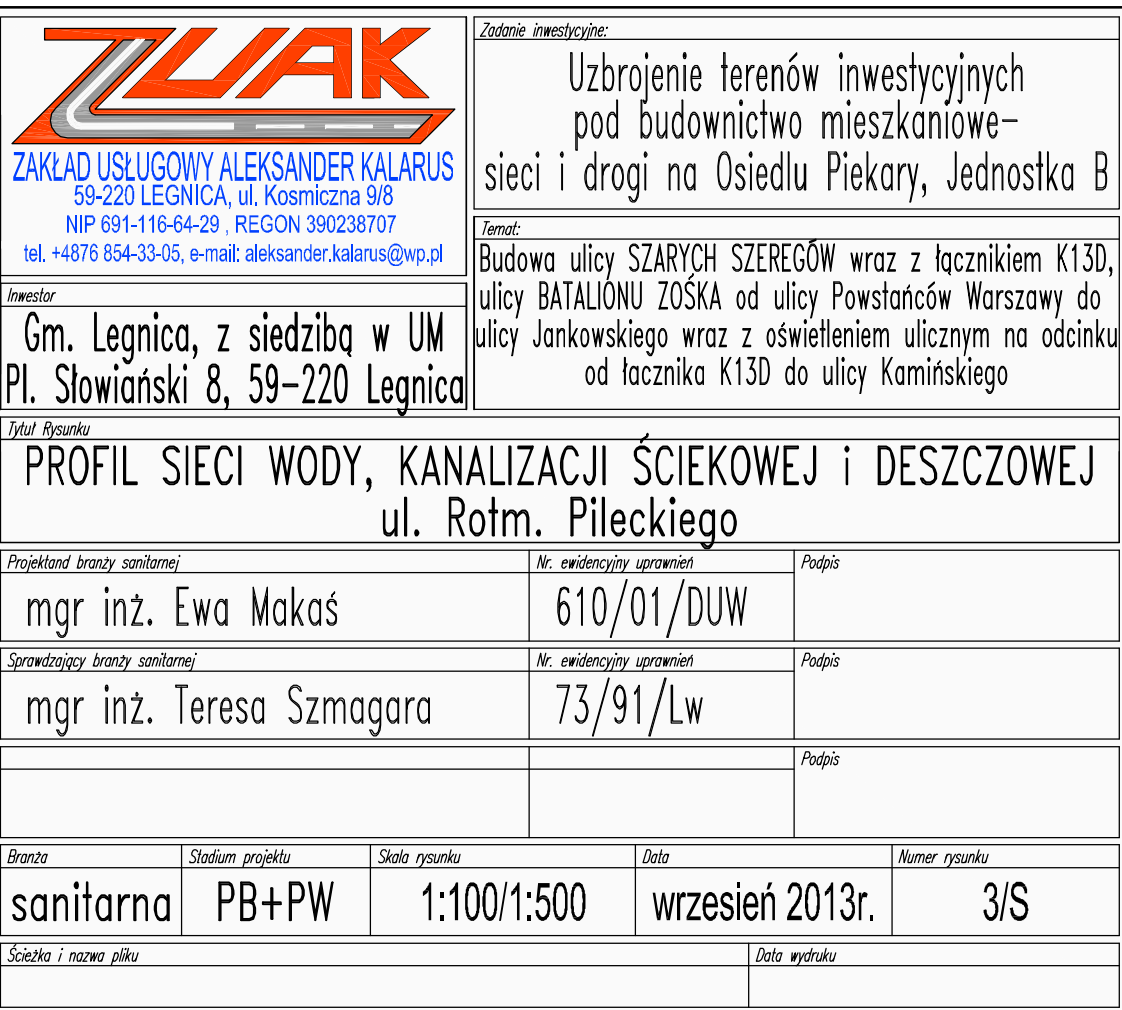 ZUAK
ZAKŁAD USŁUGOWY ALEKSANDER KALARUS
59-220 LEGNICA, ul. Kosmiczna 9/8
NIP 691-116-64-29 , REGON 390238707
tel. +4876 854-33-05, e-mail: aleksander.kalarus@wp.pl
Zadanie inwestycyjne:
Uzbrojenie terenów inwestycyjnych
pod budownictwo mieszkaniowe-
sieci i drogi na Osiedlu Piekary, Jednostka B
Temat:
Budowa ulicy SZARYCH SZEREGÓW wraz z łącznikiem K13D,
ulicy BATALIONU ZOŚKA od ulicy Powstańców Warszawy do
ulicy Jankowskiego wraz z oświetleniem ulicznym na odcinku
od łacznika K13D do ulicy Kamińskiego
Inwestor
Gm. Legnica, z siedzibą w UM
Pl. Słowiański 8, 59-220 Legnica
Tytuł Rysunku
PROFIL SIECI WODY, KANALIZACJI ŚCIEKOWEJ i DESZCZOWEJ
ul. Rotm. Pileckiego
Projektand branży sanitarnej Nr. ewidencyjny uprawnień Podpis
mgr inż. Ewa Makaś 610/01/DUW
Sprawdzający branży sanitarnej Nr. ewidencyjny uprawnień Podpis
mgr inż. Teresa Szmagara 73/91/Lw
Podpis
Branża Stadium projektu Skala rysunku Data Numer rysunku
sanitarna PB+PW 1:100/1:500 wrzesień 2013r. 3/S
Ścieżka i nazwa pliku Data wydruku